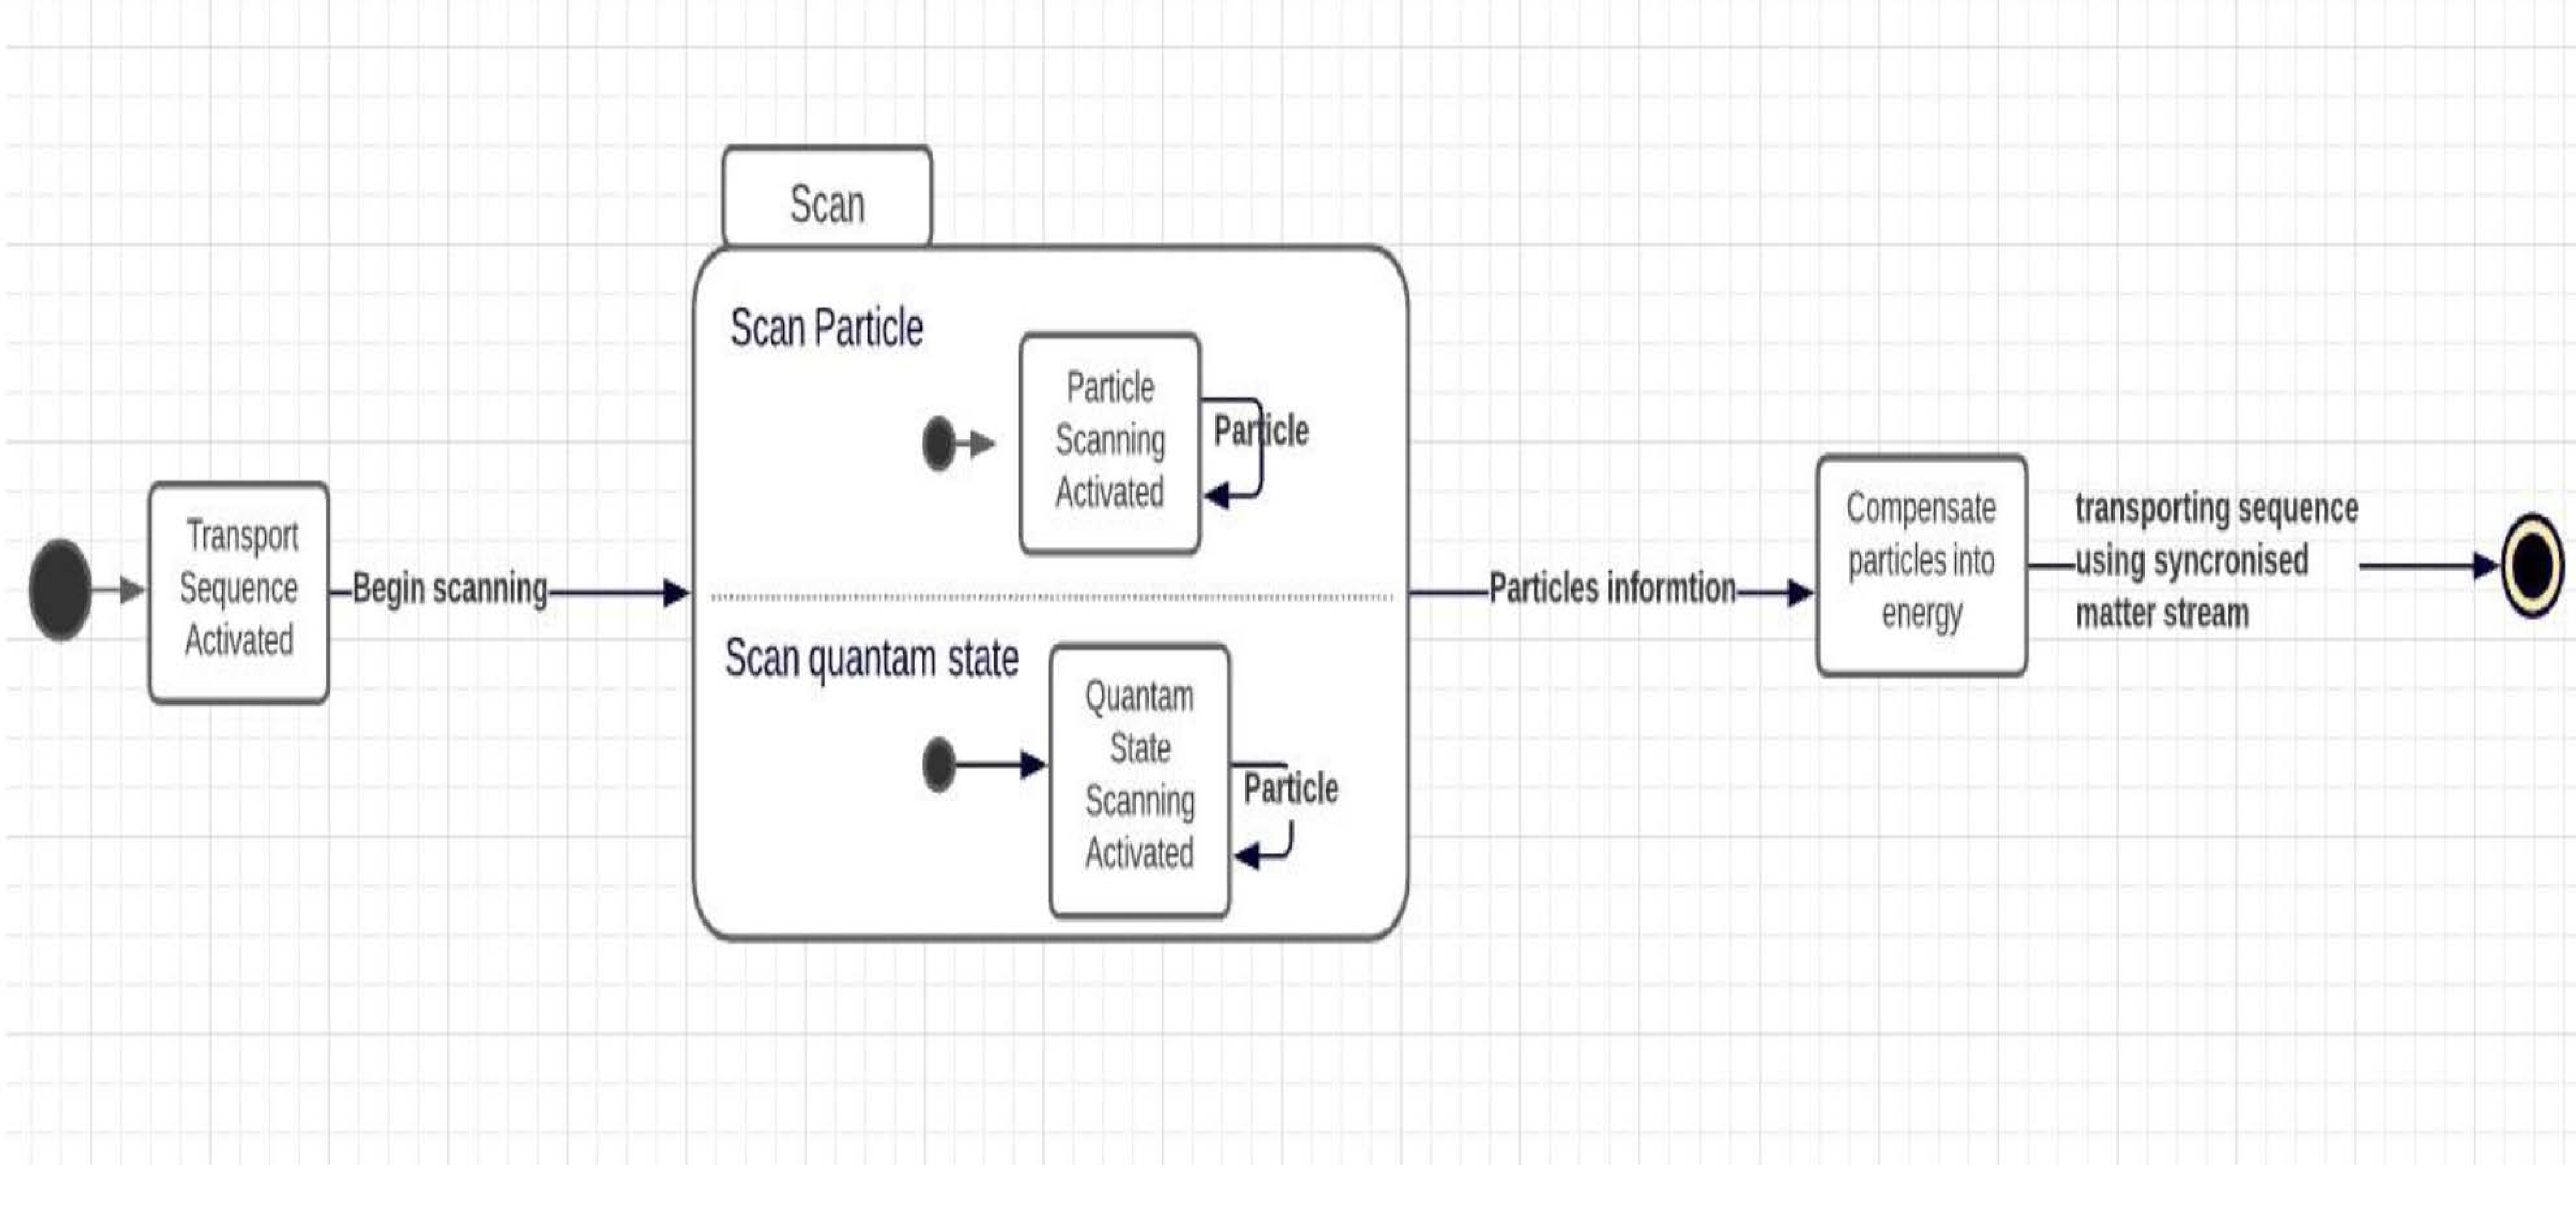 Scan
Scan Particle
Particle
Scanning
Activated
Particle
Transport
Sequence
Activated
Begin scanning
Scan quantam state
Quantam
State
Scanning
Activated
Particle
Particles informtion
Compensate
particles into
energy
transporting sequence
using syncronised
matter stream